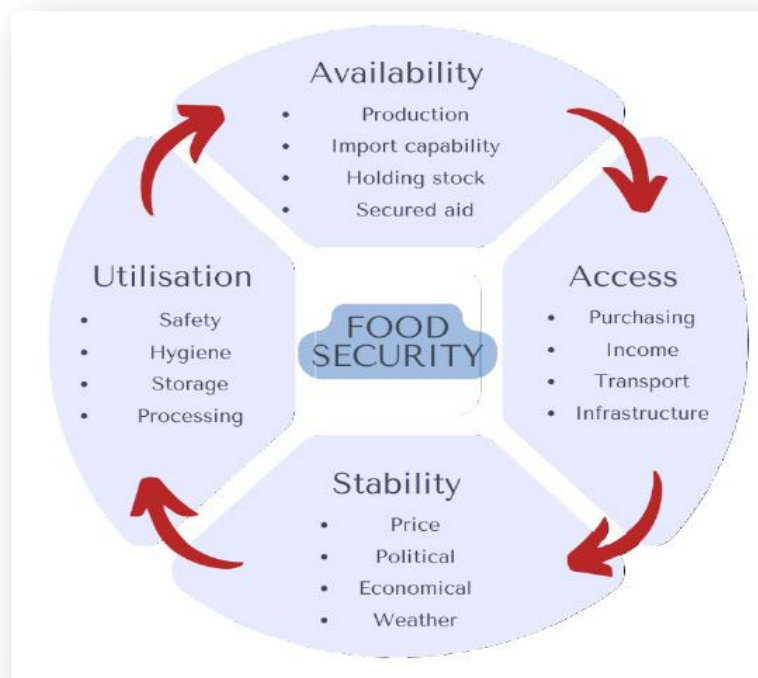 Availability
• Production
• Import capability
• Holding stock
• Secured aid
Utilisation
• Safety
• Hygiene
• Storage
• Processing
FOOD
SECURITY
Access
• Purchasing
• Income
• Transport
• Infrastructure
Stability
• Price
• Political
• Economical
• Weather